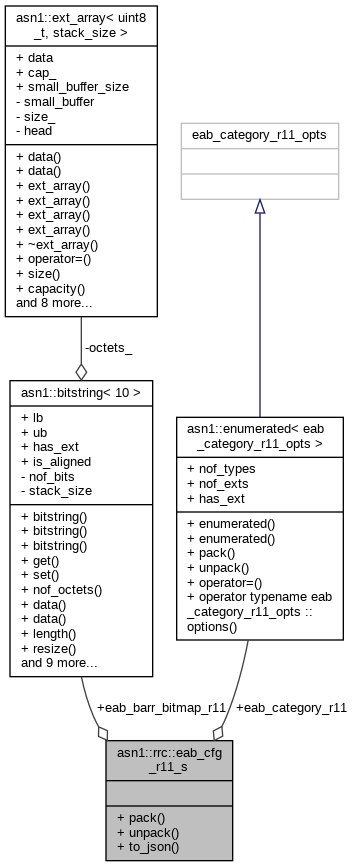 asn1::ext_array< uint8
_t, stack_size >
+ data
+ cap_
+ small_buffer_size
- small_buffer
- size_
- head
+ data()
+ data()
+ ext_array()
+ ext_array()
+ ext_array()
+ ext_array()
+ ~ext_array()
+ operator=()
+ size()
+ capacity()
and 8 more...
eab_category_r11_opts
-octets_
asn1::bitstring< 10 >
+ lb
+ ub
+ has_ext
+ is_aligned
- nof_bits
- stack_size
+ bitstring()
+ bitstring()
+ bitstring()
+ get()
+ set()
+ nof_octets()
+ data()
+ data()
+ length()
+ resize()
and 9 more...
asn1::enumerated< eab
_category_r11_opts >
+ nof_types
+ nof_exts
+ has_ext
+ enumerated()
+ enumerated()
+ pack()
+ unpack()
+ operator=()
+ operator typename eab
_category_r11_opts ::
options()
+eab_barr_bitmap_r11
+eab_category_r11
asn1::rrc::eab_cfg
_r11_s
+ pack()
+ unpack()
+ to_json()